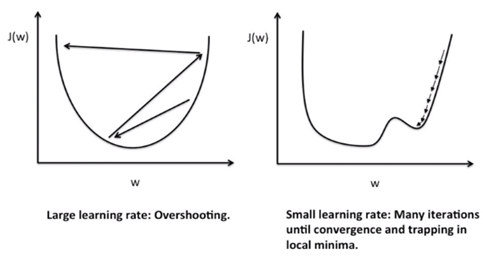 J(w)
w
Large learning rate: Overshooting.
J(w)
w
Small learning rate: Many iterations
until convergence and trapping in
local minima.